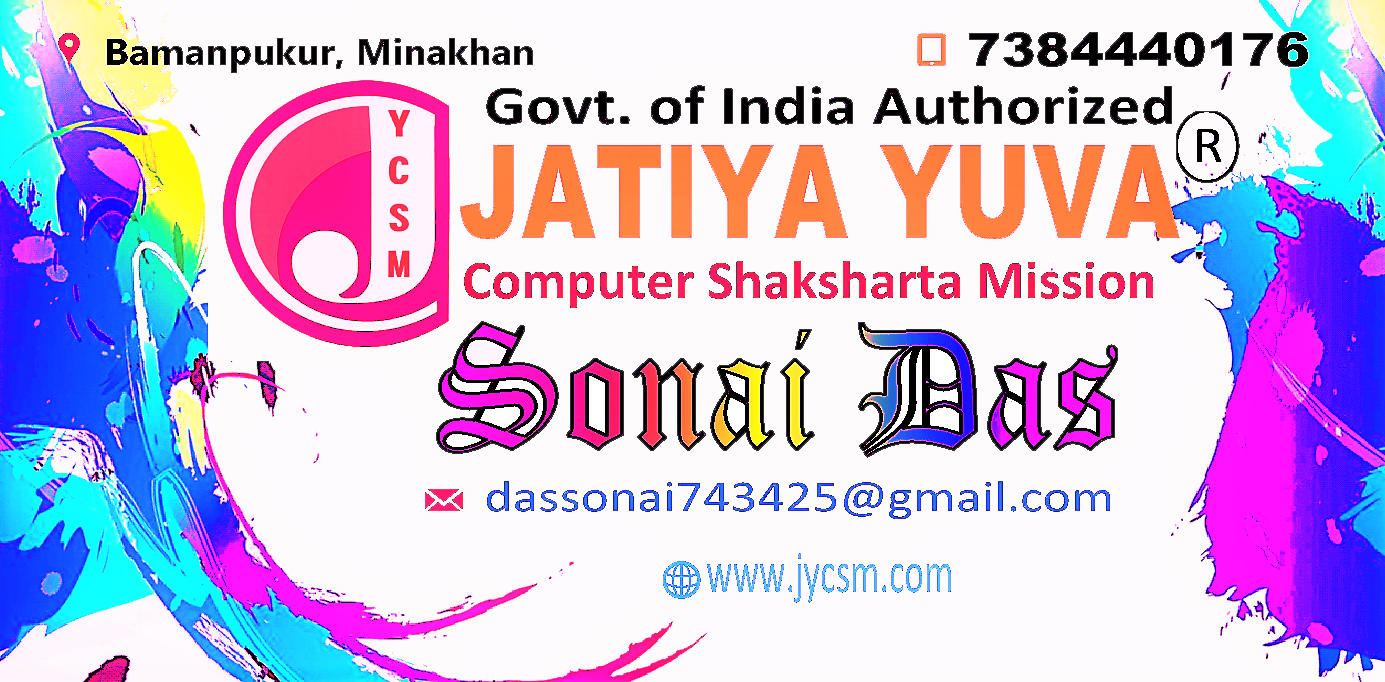 Bamanpukur, Minakhan
7384440176
Govt. of India Authorized
JATIYA YUVA ®
Computer Shaksharta Mission
Y
C
S
M
Sonai Das
dassonai743425@gmail.com
www.jycsm.com